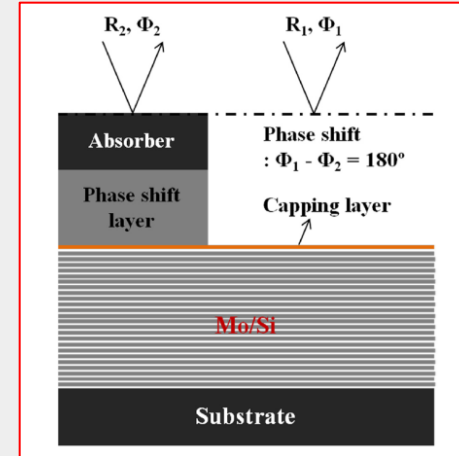 R₂, Φ₂
R₁, Φ₁
Absorber
Phase shift
: Φ₁ - Φ₂ = 180º
Phase shift
layer
Capping layer
Mo/Si
Substrate